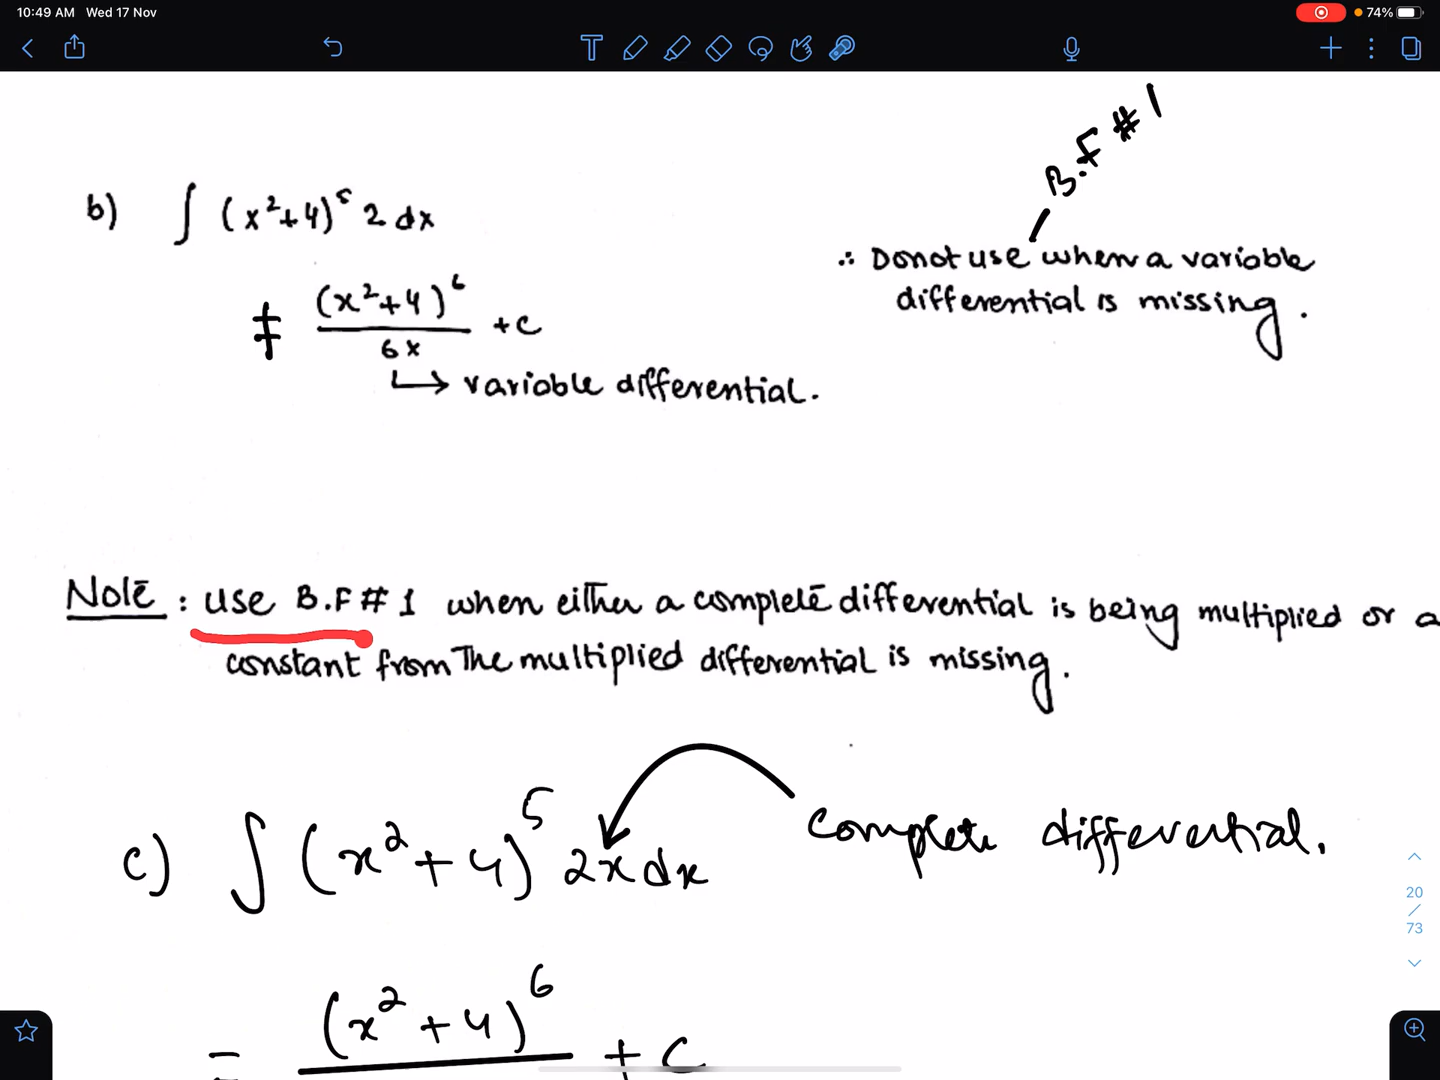 10:49 AM Wed 17 Nov
74%
B.F # 1
b) ∫ (x²+4)⁵ 2 dx
∴ Donot use when a variable
differential is missing.
≠ (x²+4)⁶ / 6x + c
↳ variable differential.
Note : use B.F # 1 when either a complete differential is being multiplied or a
constant from The multiplied differential is missing.
c) ∫ (x² + 4)⁵ 2x dx
Complete differential.
= (x² + 4)⁶
+ c
20
/
73